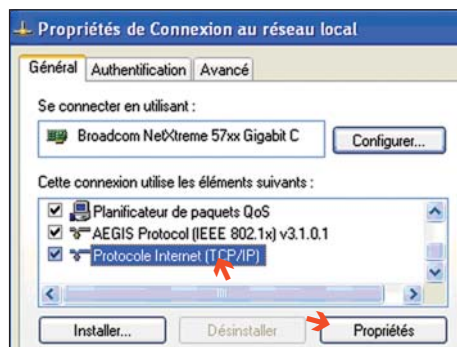 Propriétés de Connexion au réseau local
Général Authentification Avancé
Se connecter en utilisant :
Broadcom NetXtreme 57xx Gigabit C Configurer...
Cette connexion utilise les éléments suivants :
Planificateur de paquets QoS
AEGIS Protocol (IEEE 802.1x) v3.1.0.1
Protocole Internet (TCP/IP)
Installer... Désinstaller Propriétés